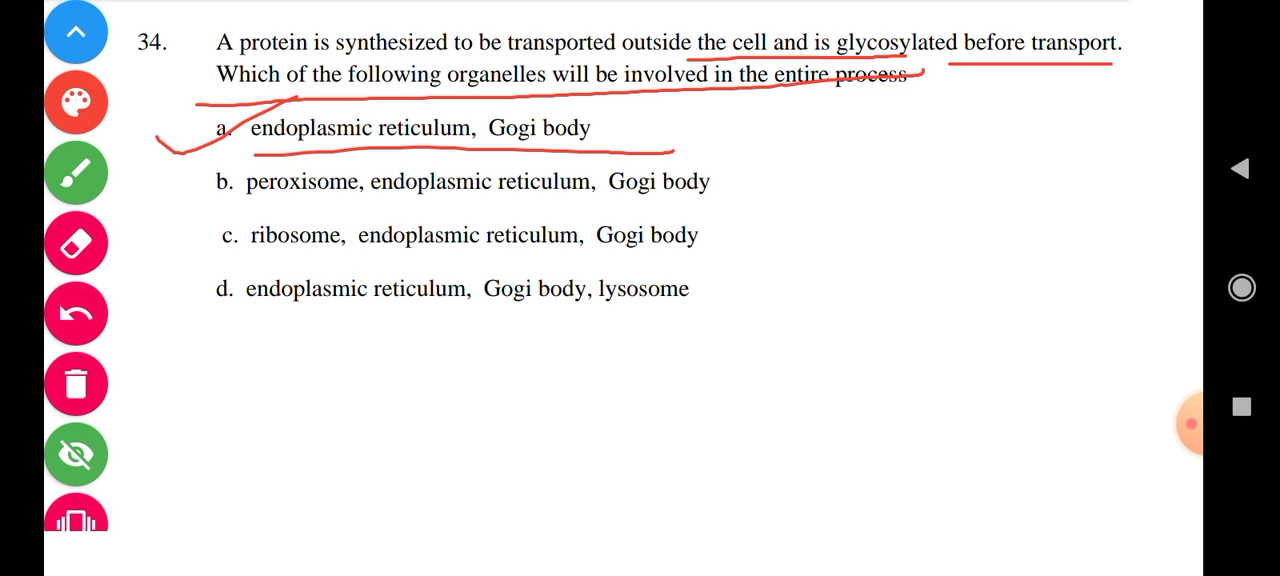 34. A protein is synthesized to be transported outside the cell and is glycosylated before transport.
Which of the following organelles will be involved in the entire process
a. endoplasmic reticulum, Gogi body
b. peroxisome, endoplasmic reticulum, Gogi body
c. ribosome, endoplasmic reticulum, Gogi body
d. endoplasmic reticulum, Gogi body, lysosome